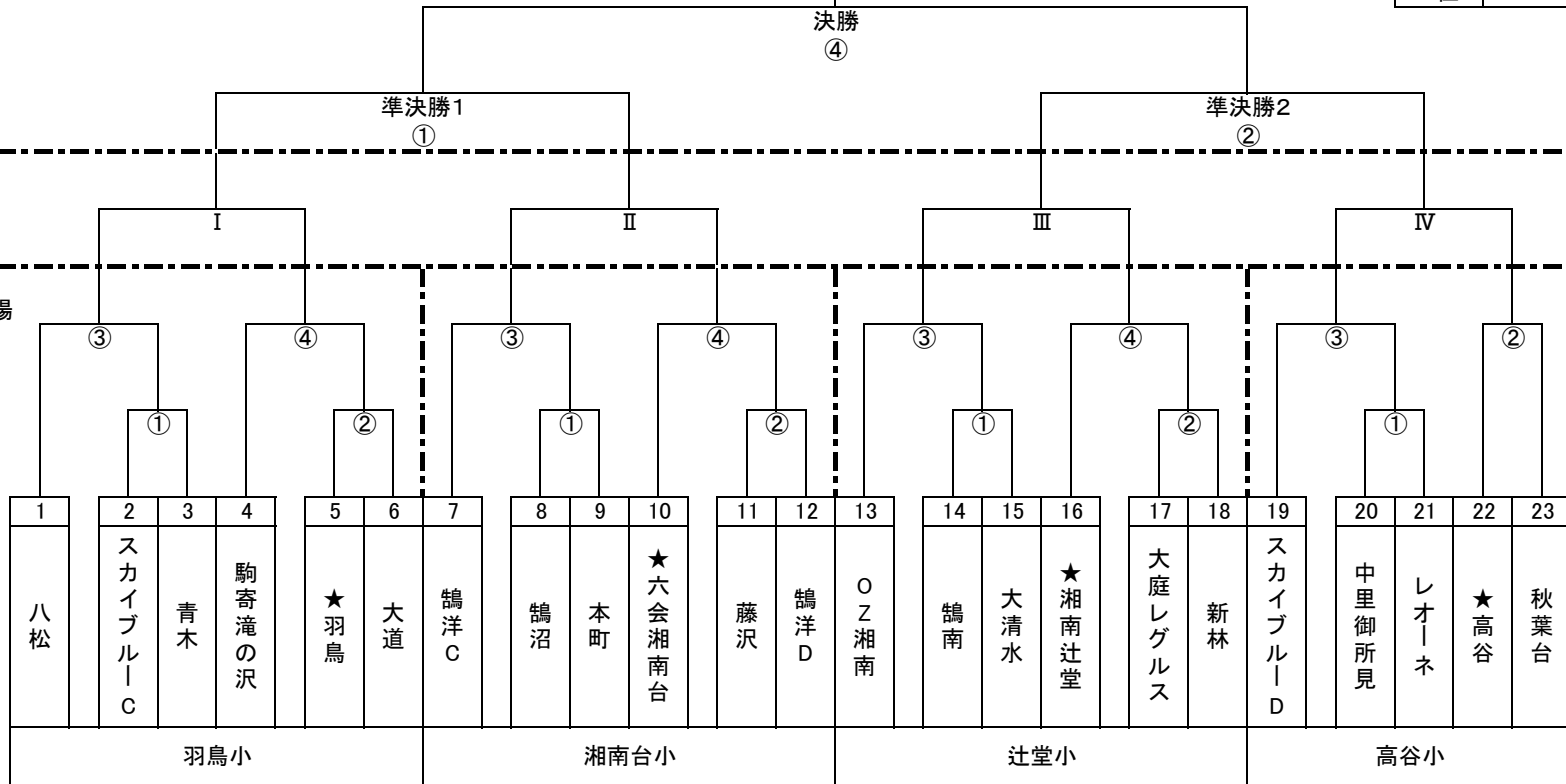 決勝
④
準決勝1
準決勝2
①
②
Ⅰ
Ⅱ
Ⅲ
Ⅳ
場
③
④
③
④
③
④
③
②
①
②
①
②
①
②
①
1
2
3
4
5
6
7
8
9
10
11
12
13
14
15
16
17
18
19
20
21
22
23
八松
スカイブルーC
青木
駒寄滝の沢
★羽鳥
大道
鵠洋C
鵠沼
本町
★六会湘南台
藤沢
鵠洋D
OZ湘南
鵠南
大清水
★湘南辻堂
大庭レグルス
新林
スカイブルーD
中里御所見
レオーネ
★高谷
秋葉台
羽鳥小
湘南台小
辻堂小
高谷小